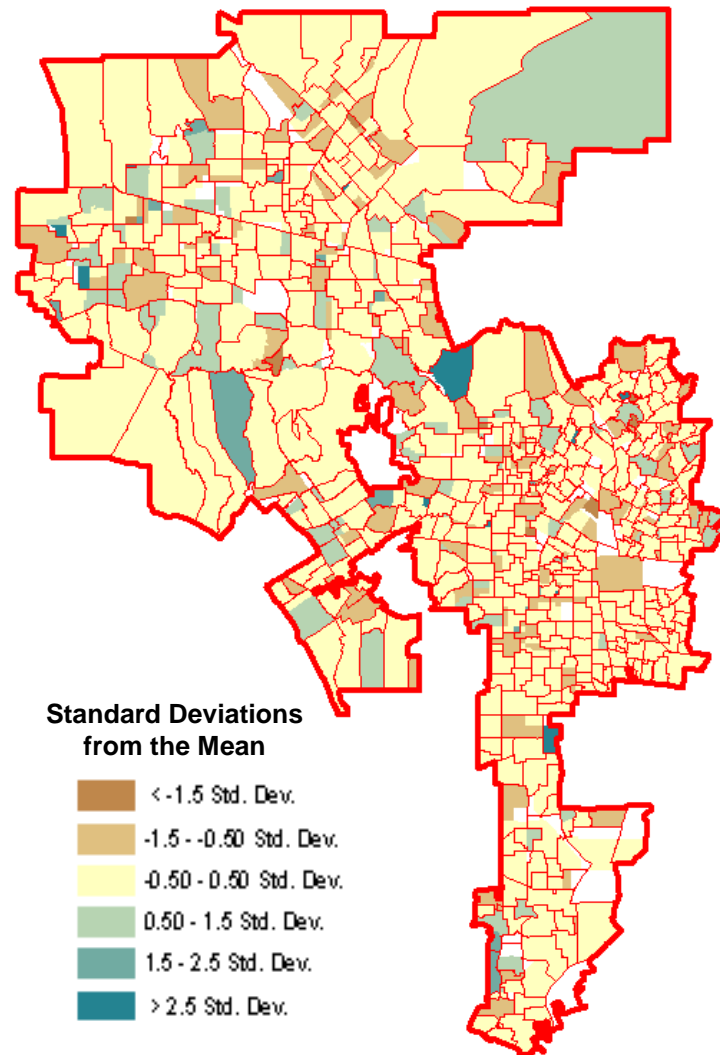 Standard Deviations
from the Mean
< -1.5 Std. Dev.
-1.5 - -0.50 Std. Dev.
-0.50 - 0.50 Std. Dev.
0.50 - 1.5 Std. Dev.
1.5 - 2.5 Std. Dev.
> 2.5 Std. Dev.